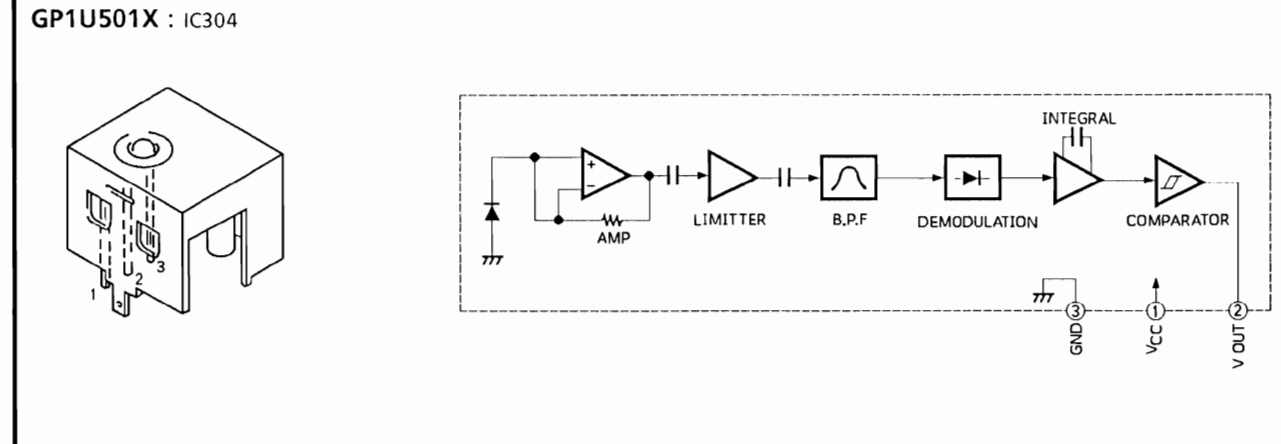 GP1U501X : IC304
INTEGRAL
+
−
AMP
LIMITTER
B.P.F
DEMODULATION
COMPARATOR
1
2
3
3
1
2
GND
VCC
V OUT